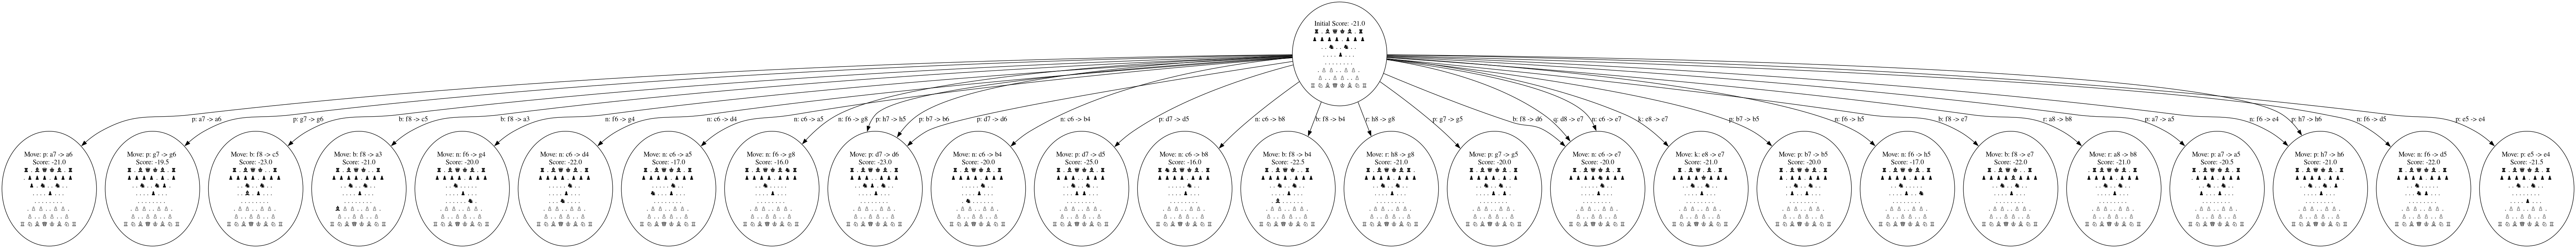 Initial Score: -21.0
p: a7 -> a6
p: g7 -> g6
b: f8 -> c5
b: f8 -> a3
n: f6 -> g4
n: c6 -> d4
n: c6 -> a5
n: f6 -> g8
p: h7 -> h5
p: b7 -> b6
p: d7 -> d6
n: c6 -> b4
p: d7 -> d5
n: c6 -> b8
b: f8 -> b4
r: h8 -> g8
p: g7 -> g5
b: f8 -> d6
q: d8 -> e7
n: c6 -> e7
k: e8 -> e7
p: b7 -> b5
n: f6 -> h5
b: f8 -> e7
r: a8 -> b8
p: a7 -> a5
n: f6 -> e4
p: h7 -> h6
n: f6 -> d5
p: e5 -> e4
Move: p: a7 -> a6
Score: -21.0
Move: p: g7 -> g6
Score: -19.5
Move: b: f8 -> c5
Score: -23.0
Move: b: f8 -> a3
Score: -21.0
Move: n: f6 -> g4
Score: -20.0
Move: n: c6 -> d4
Score: -22.0
Move: n: c6 -> a5
Score: -17.0
Move: n: f6 -> g8
Score: -16.0
Move: p: d7 -> d6
Score: -23.0
Move: n: c6 -> b4
Score: -20.0
Move: p: d7 -> d5
Score: -25.0
Move: n: c6 -> b8
Score: -16.0
Move: b: f8 -> b4
Score: -22.5
Move: r: h8 -> g8
Score: -21.0
Move: p: g7 -> g5
Score: -20.0
Move: n: c6 -> e7
Score: -20.0
Move: k: e8 -> e7
Score: -21.0
Move: p: b7 -> b5
Score: -20.0
Move: n: f6 -> h5
Score: -17.0
Move: b: f8 -> e7
Score: -22.0
Move: r: a8 -> b8
Score: -21.0
Move: p: a7 -> a5
Score: -20.5
Move: p: h7 -> h6
Score: -21.0
Move: n: f6 -> d5
Score: -22.0
Move: p: e5 -> e4
Score: -21.5